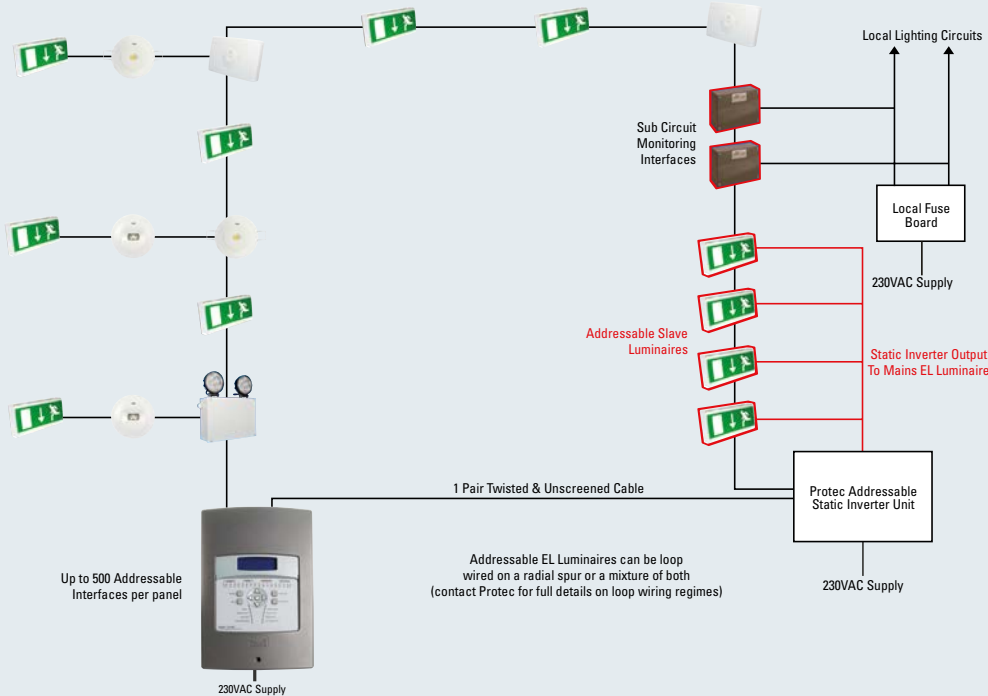 Local Lighting Circuits
Sub Circuit
Monitoring
Interfaces
Local Fuse
Board
230VAC Supply
Addressable Slave
Luminaires
Static Inverter Output
To Mains EL Luminaire
1 Pair Twisted & Unscreened Cable
Protec Addressable
Static Inverter Unit
Up to 500 Addressable
Interfaces per panel
Addressable EL Luminaires can be loop
wired on a radial spur or a mixture of both
(contact Protec for full details on loop wiring regimes)
230VAC Supply
230VAC Supply